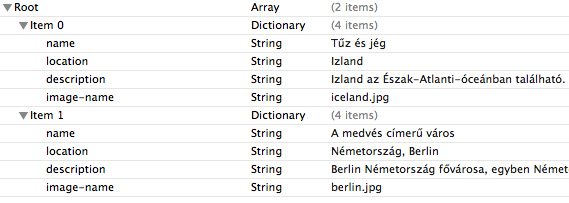 Root Array (2 items)
Item 0 Dictionary (4 items)
name String Tűz és jég
location String Izland
description String Izland az Észak-Atlanti-óceánban található.
image-name String iceland.jpg
Item 1 Dictionary (4 items)
name String A medvés címerű város
location String Németország, Berlin
description String Berlin Németország fővárosa, egyben Német
image-name String berlin.jpg